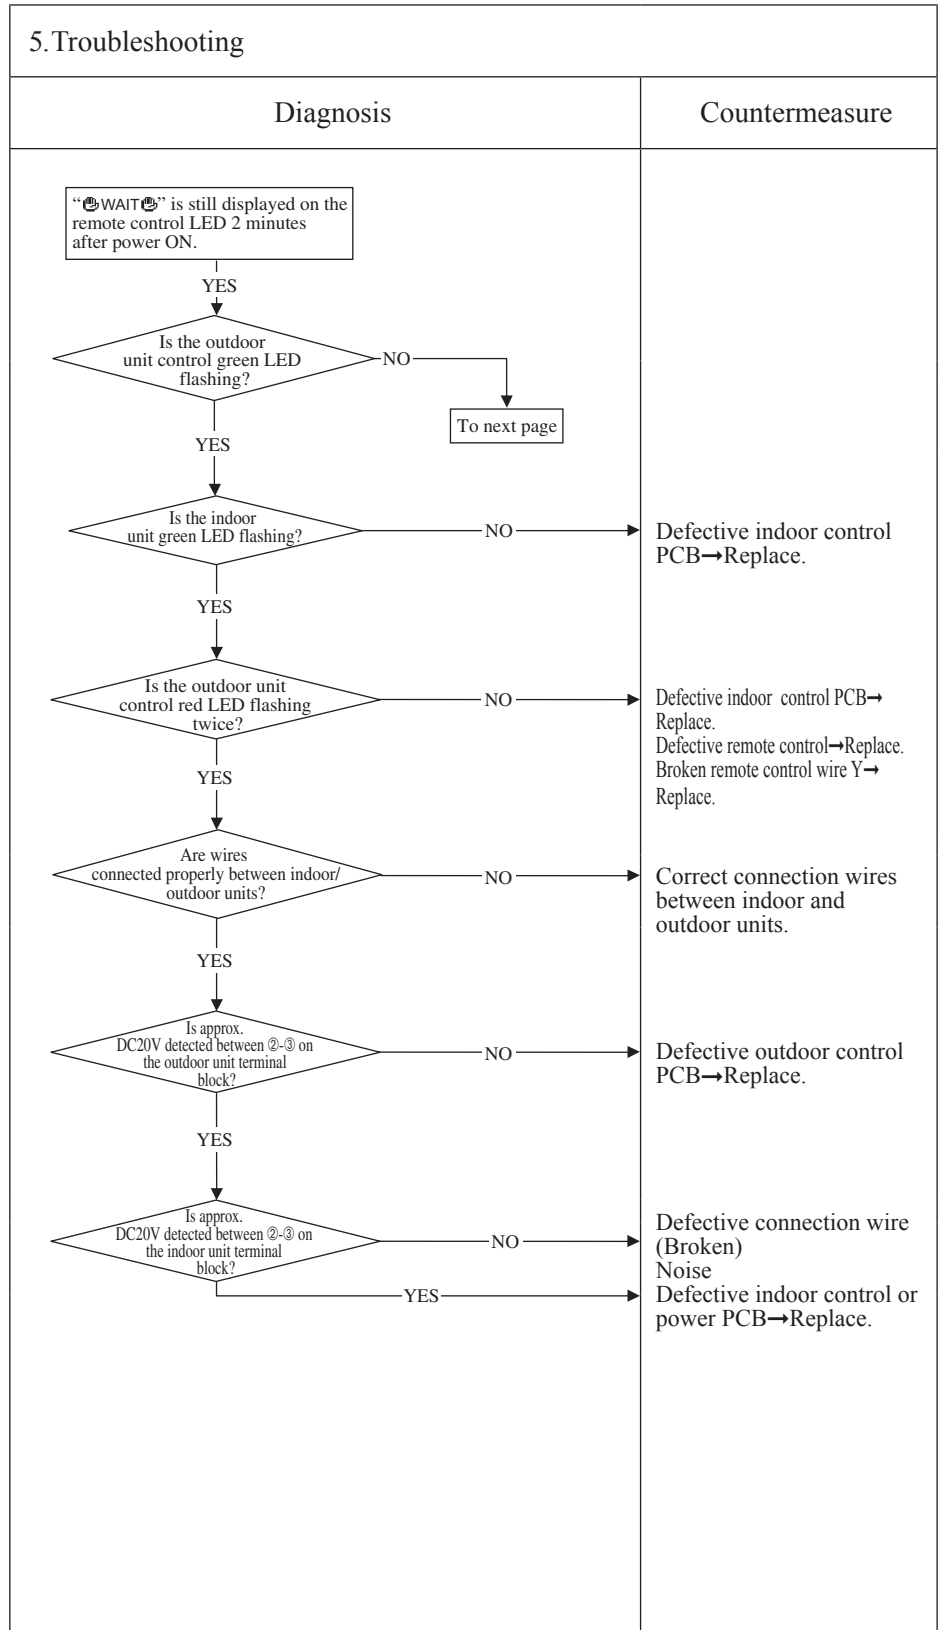 5.Troubleshooting
Diagnosis
Countermeasure
“WAIT” is still displayed on the
remote control LED 2 minutes
after power ON.
YES
Is the outdoor
unit control green LED
flashing?
NO
To next page
YES
Is the indoor
unit green LED flashing?
NO
Defective indoor control
PCB→Replace.
YES
Is the outdoor unit
control red LED flashing
twice?
NO
Defective indoor control PCB→
Replace.
Defective remote control→Replace.
Broken remote control wire Y→
Replace.
YES
Are wires
connected properly between indoor/
outdoor units?
NO
Correct connection wires
between indoor and
outdoor units.
YES
Is approx.
DC20V detected between ②-③ on
the outdoor unit terminal
block?
NO
Defective outdoor control
PCB→Replace.
YES
Is approx.
DC20V detected between ②-③ on
the indoor unit terminal
block?
NO
Defective connection wire
(Broken)
Noise
YES
Defective indoor control or
power PCB→Replace.